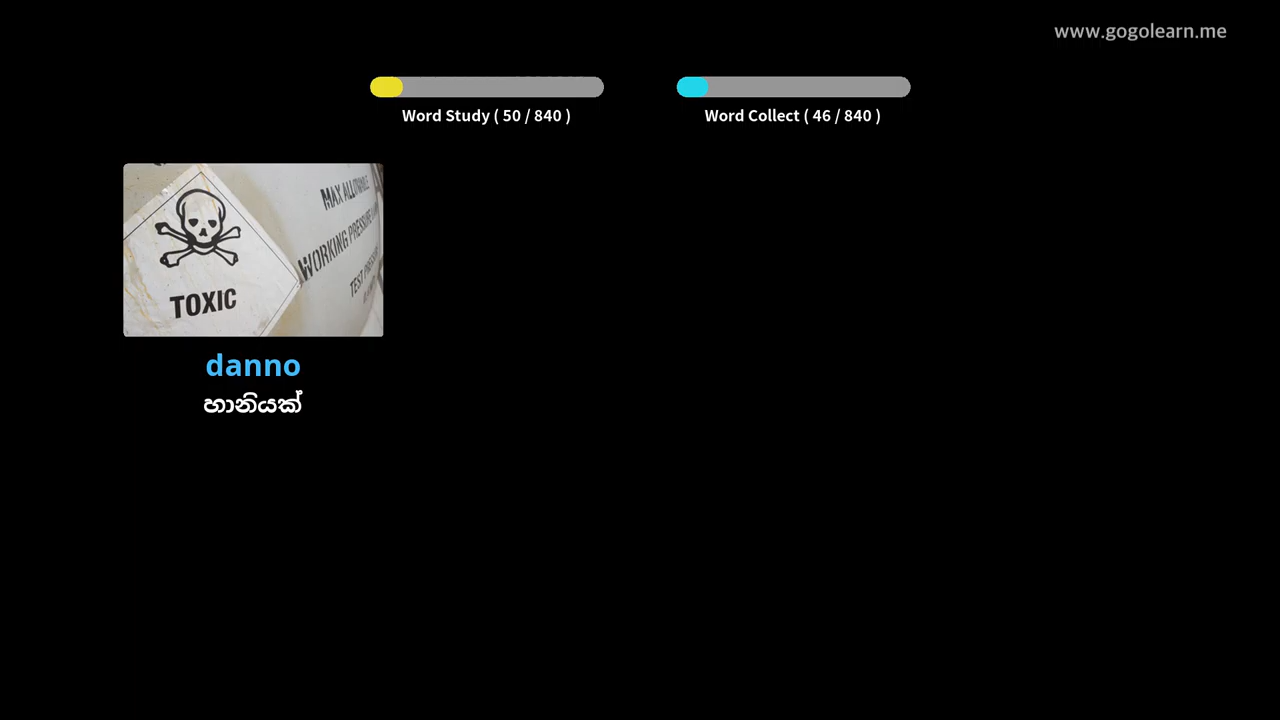 www.gogolearn.me
Word Study ( 50 / 840 )
Word Collect ( 46 / 840 )
MAX ALLOWABLE
WORKING PRESSURE
TEST PRESSURE
TOXIC
danno
හානියක්